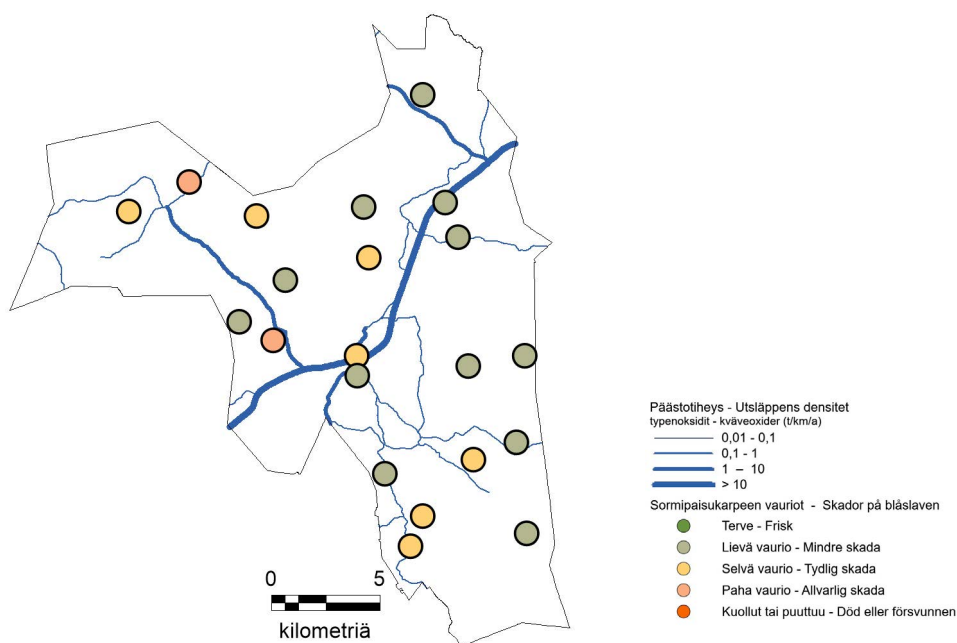 Päästotiheys - Utsläppens densitet
typenoksidit - kväveoxider (t/km/a)
0,01 - 0,1
0,1 - 1
1 – 10
> 10
Sormipaisukarpeen vauriot - Skador på blåslaven
Terve - Frisk
Lievä vaurio - Mindre skada
Selvä vaurio - Tydlig skada
Paha vaurio - Allvarlig skada
Kuollut tai puuttuu - Död eller försvunnen
0 5
kilometriä